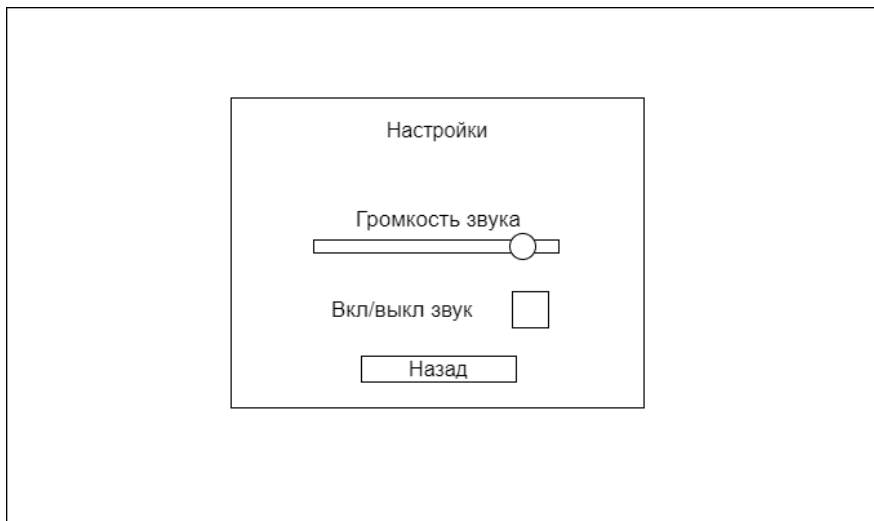 Настройки
Громкость звука
Вкл/выкл звук
Назад